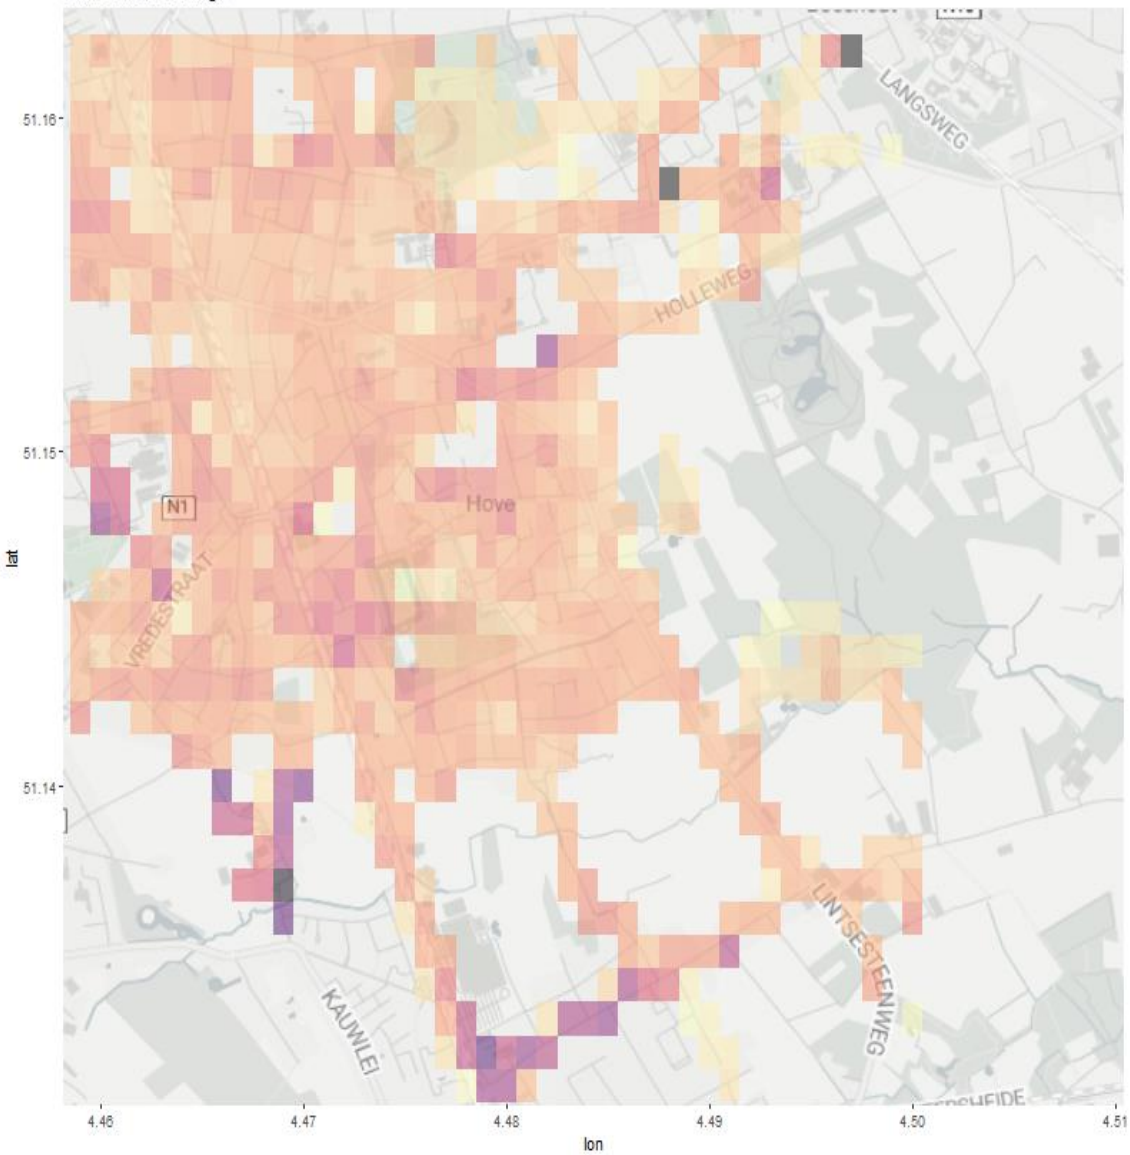 LANGSWEG
51.16
HOLLEWEG
51.15
N1
Hove
lat
VREDESTRAAT
51.14
LINTSESTEENWEG
KAUWLEI
4.46
4.47
4.48
4.49
4.50
4.51
lon